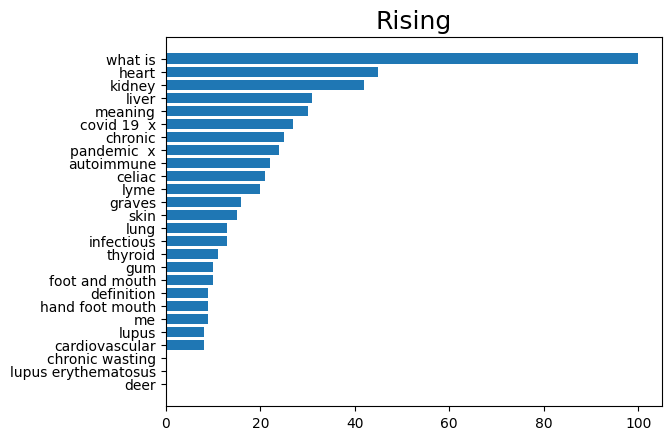 Rising
what is
heart
kidney
liver
meaning
covid 19  x
chronic
pandemic  x
autoimmune
celiac
lyme
graves
skin
lung
infectious
thyroid
gum
foot and mouth
definition
hand foot mouth
me
lupus
cardiovascular
chronic wasting
lupus erythematosus
deer
0 20 40 60 80 100